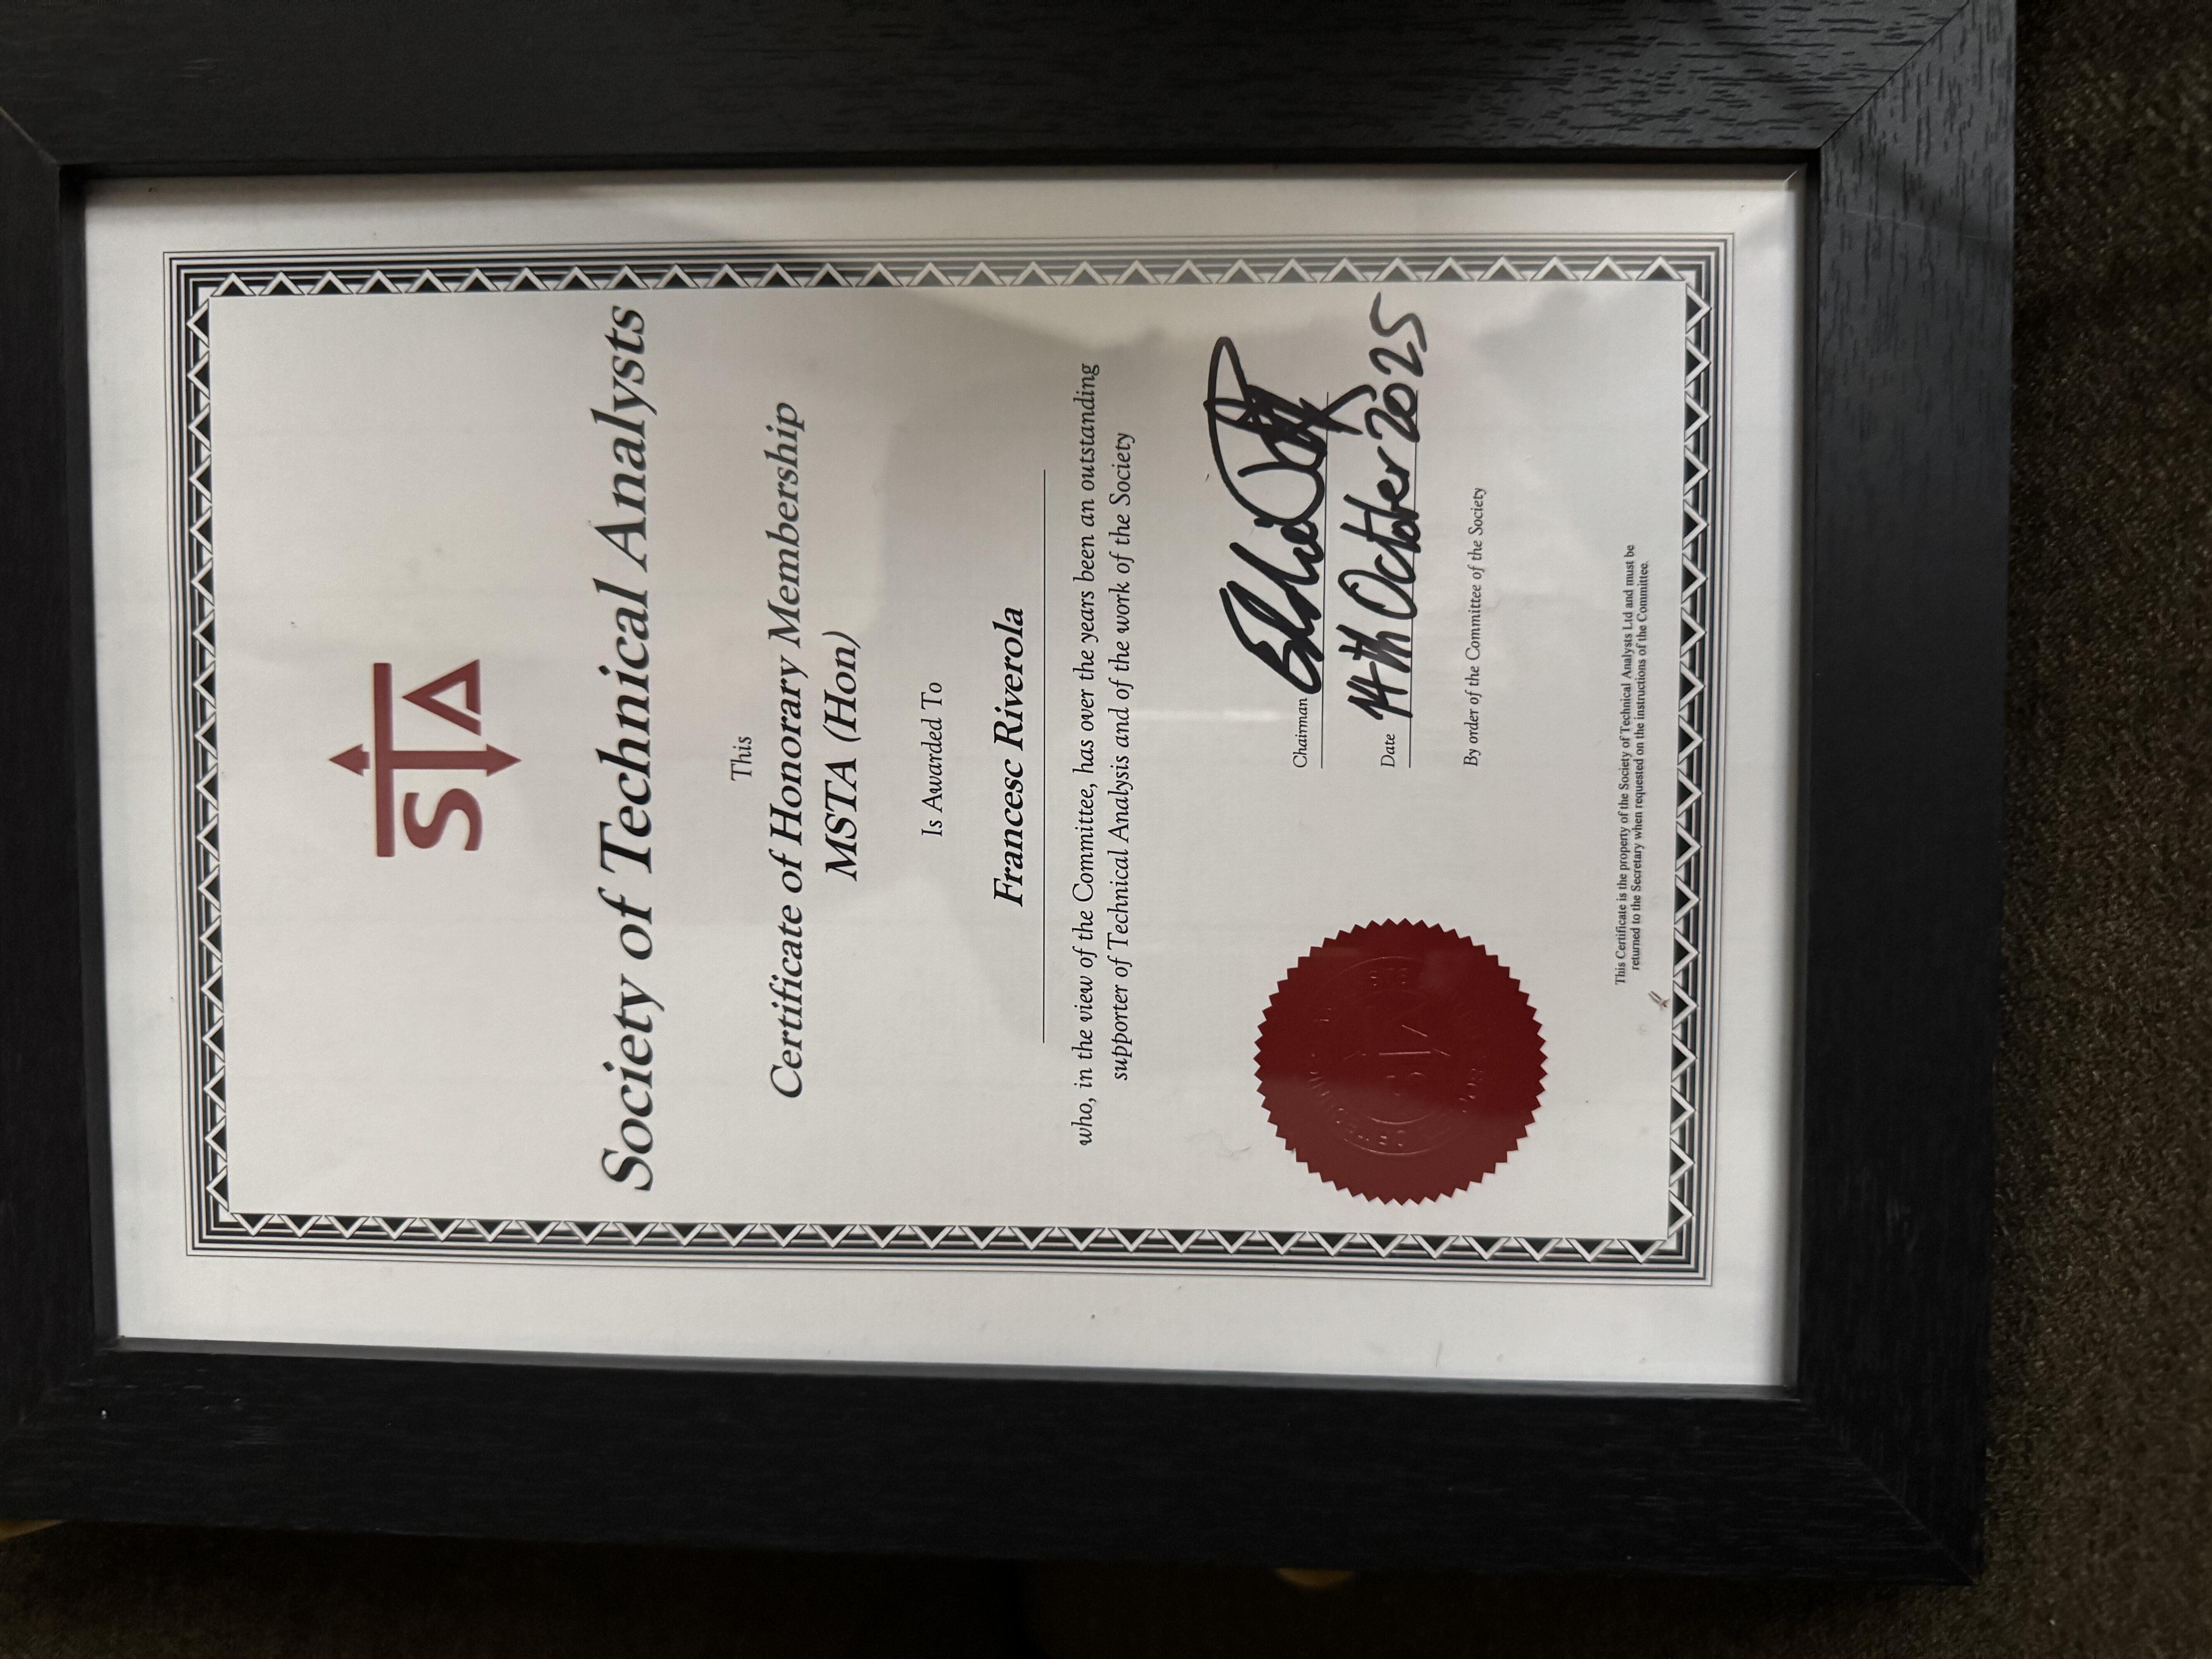 STA
Society of Technical Analysts
This
Certificate of Honorary Membership
MSTA (Hon)
Is Awarded To
Francesc Riverola
who, in the view of the Committee, has over the years been an outstanding
supporter of Technical Analysis and of the work of the Society
Chairman
Date 14th October 2025
By order of the Committee of the Society
This Certificate is the property of the Society of Technical Analysts Ltd and must be
returned to the Secretary when requested on the instructions of the Committee.